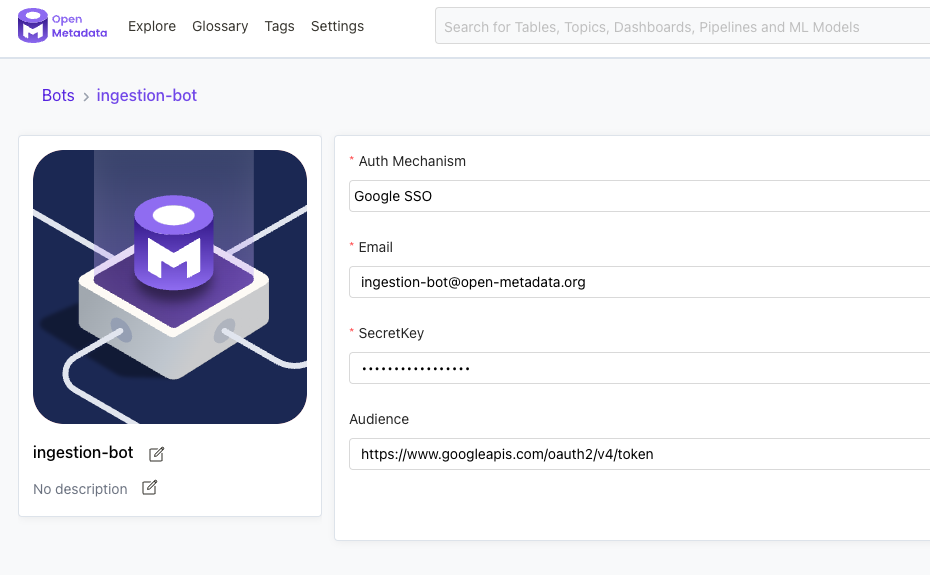 Open
Metadata
Explore Glossary Tags Settings
Search for Tables, Topics, Dashboards, Pipelines and ML Models
Bots > ingestion-bot
* Auth Mechanism
Google SSO
* Email
ingestion-bot@open-metadata.org
* SecretKey
•••••••••••••••••
Audience
https://www.googleapis.com/oauth2/v4/token
ingestion-bot
No description